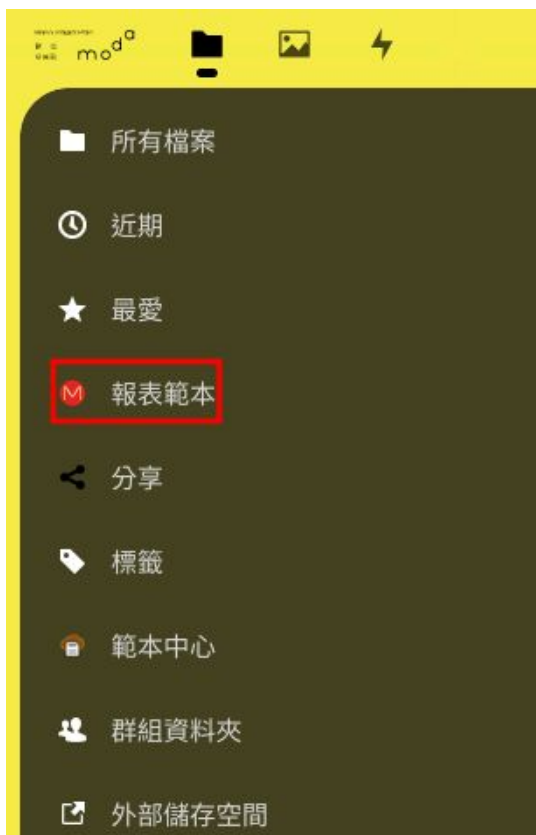 moda
所有檔案
近期
最愛
報表範本
分享
標籤
範本中心
群組資料夾
外部儲存空間